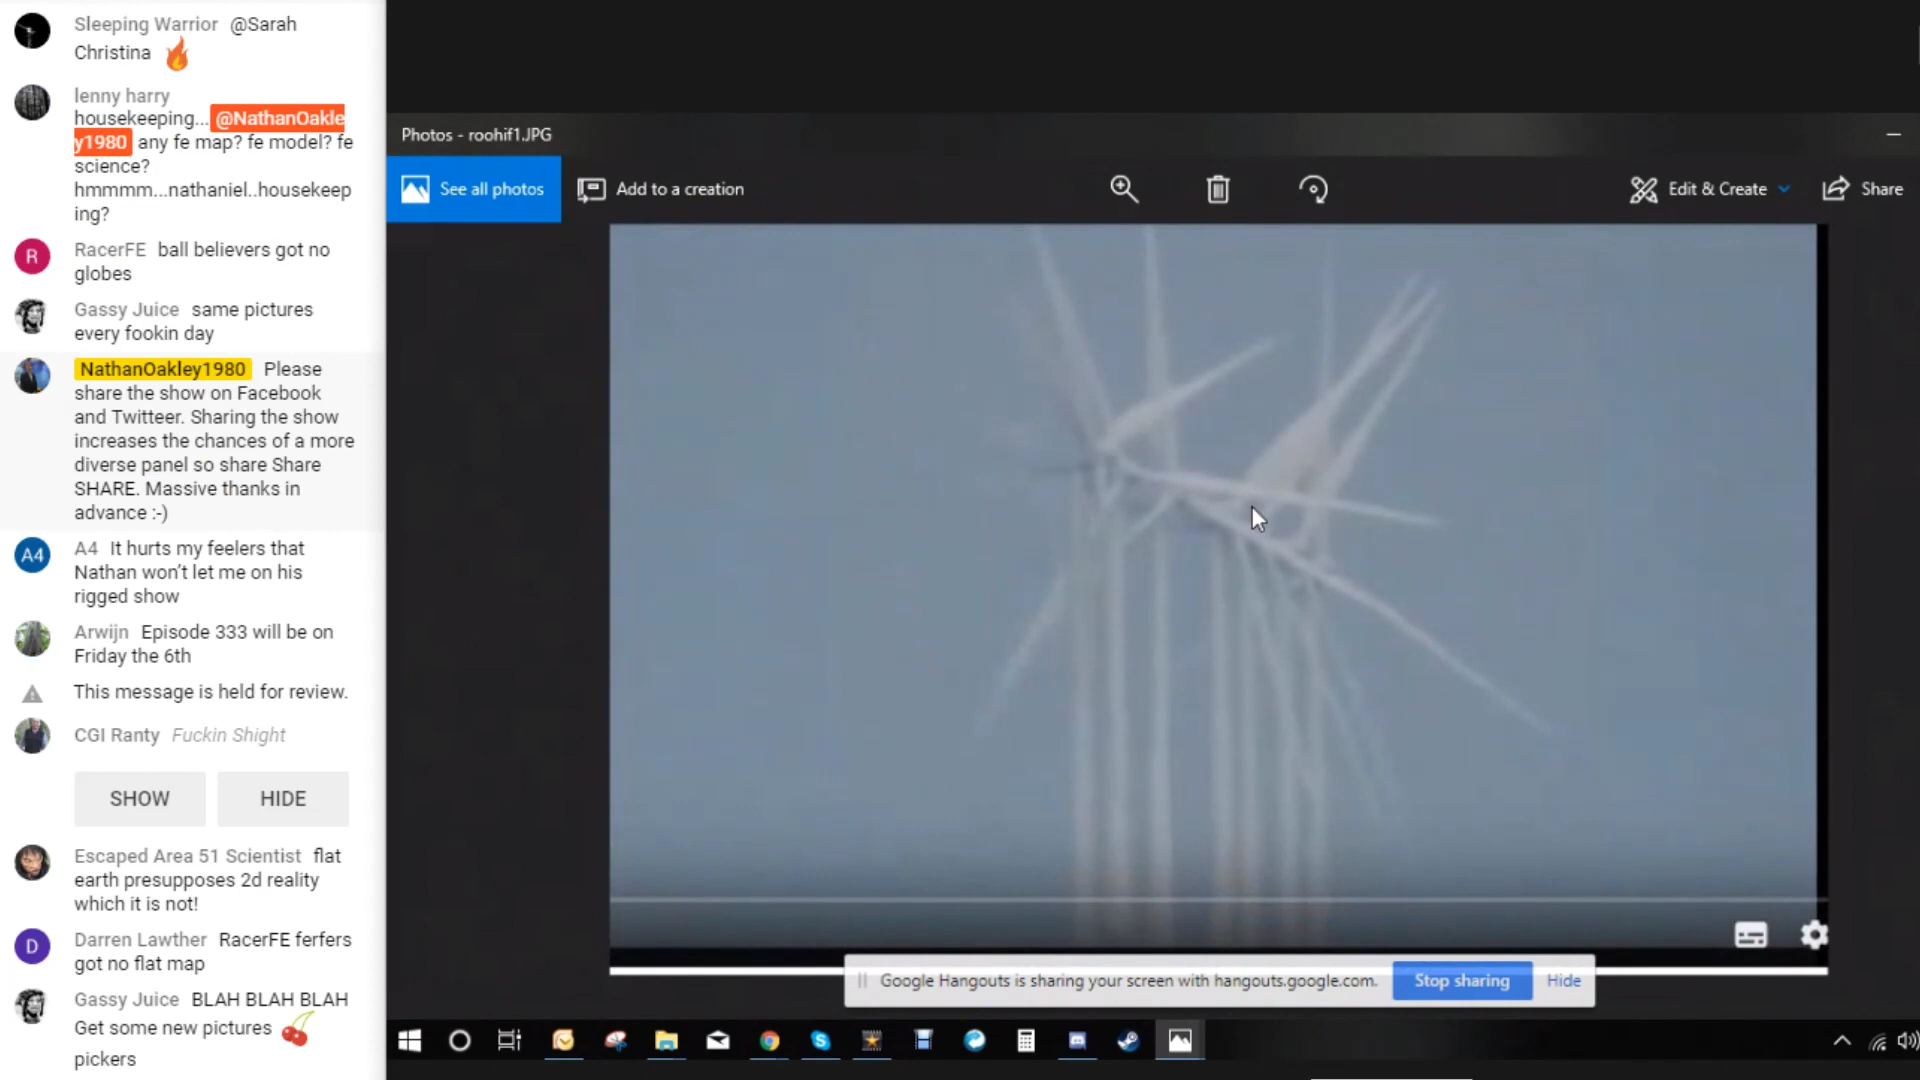 Sleeping Warrior @Sarah
Christina
lenny harry
housekeeping... @NathanOakle
y1980 any fe map? fe model? fe
science?
hmmmm...nathaniel..housekeep
ing?
R
RacerFE ball believers got no
globes
Gassy Juice same pictures
every fookin day
NathanOakley1980 Please
share the show on Facebook
and Twitteer. Sharing the show
increases the chances of a more
diverse panel so share Share
SHARE. Massive thanks in
advance :-)
A4
A4 It hurts my feelers that
Nathan won't let me on his
rigged show
Arwijn Episode 333 will be on
Friday the 6th
This message is held for review.
CGI Ranty Fuckin Shight
SHOW HIDE
Escaped Area 51 Scientist flat
earth presupposes 2d reality
which it is not!
D
Darren Lawther RacerFE ferfers
got no flat map
Gassy Juice BLAH BLAH BLAH
Get some new pictures
pickers
Photos - roohif1.JPG
See all photos Add to a creation Edit & Create Share
Google Hangouts is sharing your screen with hangouts.google.com. Stop sharing Hide